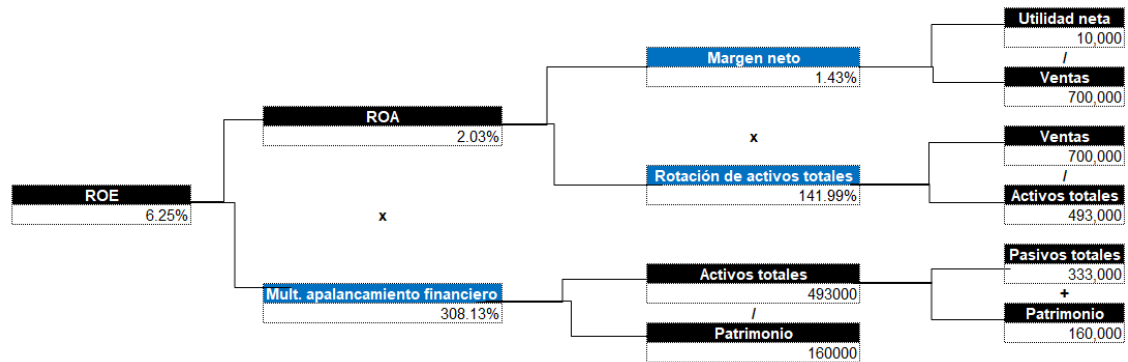 Utilidad neta
10,000
/
Ventas
700,000
Margen neto
1.43%
ROA
2.03%
x
Ventas
700,000
/
Activos totales
493,000
Rotación de activos totales
141.99%
ROE
6.25%
x
Mult. apalancamiento financiero
308.13%
Activos totales
493000
/
Patrimonio
160000
Pasivos totales
333,000
+
Patrimonio
160,000